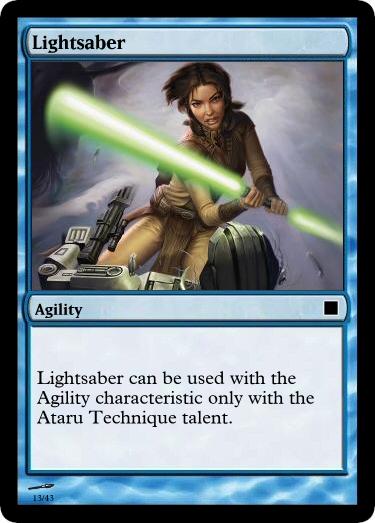 Lightsaber
Agility
Lightsaber can be used with the
Agility characteristic only with the
Ataru Technique talent.
13/43